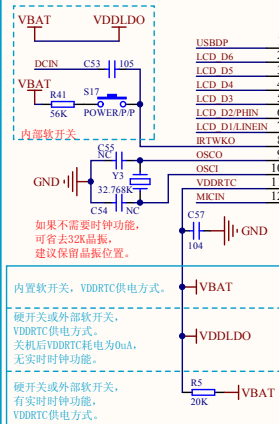 VBAT VDDLDO
DCIN C53 105
VBAT
R41 S17
56K POWER/P/P
内部软开关
USBDP
LCD_D6
LCD_D5
LCD_D4
LCD_D3
LCD_D2/PHIN
LCD_D1/LINEIN
IRTWKO
OSCO
OSCI
VDDRTC
MICIN
C55
NC
GND Y3
32.768K
C54 NC
如果不需要时钟功能,
可省去32K晶振,
建议保留晶振位置。
C57
104
GND
内置软开关, VDDRTC供电方式。
VBAT
硬开关或外部软开关,
VDDRTC供电方式。
关机后VDDRTC耗电为0uA,
无实时时钟功能。
VDDLDO
硬开关或外部软开关,
有实时时钟功能,
VDDRTC供电方式。
R5
20K
VBAT